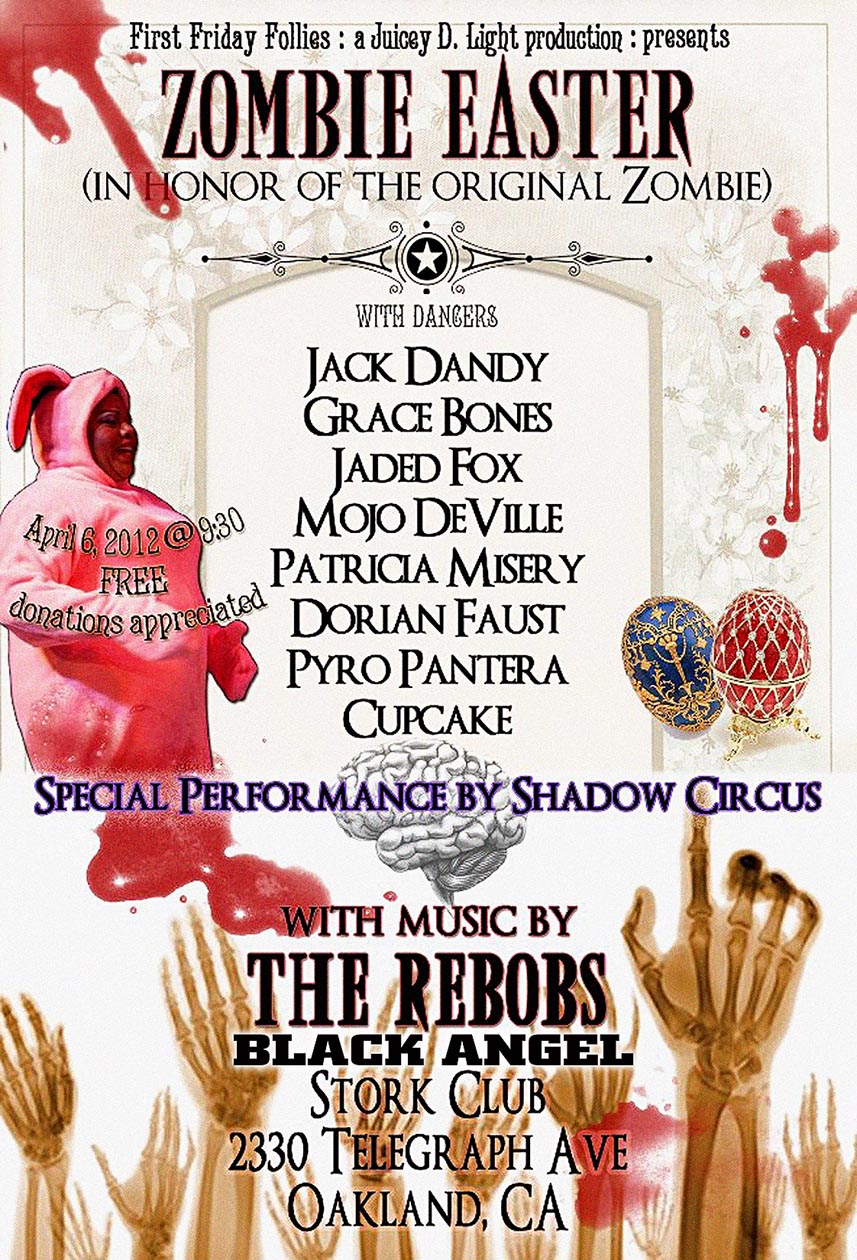 First Friday Follies : a Juicey D. Light production : presents
ZOMBIE EASTER
(IN HONOR OF THE ORIGINAL ZOMBIE)
WITH DANCERS
JACK DANDY
GRACE BONES
JADED FOX
MOJO DEVILLE
PATRICIA MISERY
DORIAN FAUST
PYRO PANTERA
CUPCAKE
April 6, 2012 @ 9:30
FREE
donations appreciated
SPECIAL PERFORMANCE BY SHADOW CIRCUS
WITH MUSIC BY
THE REBOBS
BLACK ANGEL
STORK CLUB
2330 TELEGRAPH AVE
OAKLAND, CA